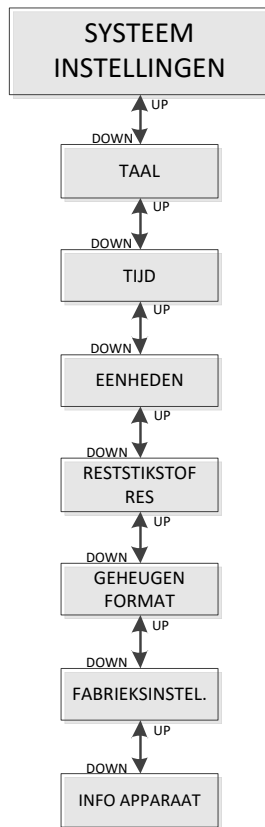 SYSTEEM
INSTELLINGEN
UP
DOWN
TAAL
UP
DOWN
TIJD
UP
DOWN
EENHEDEN
UP
DOWN
RESTSTIKSTOF
RES
UP
DOWN
GEHEUGEN
FORMAT
UP
DOWN
FABRIEKSINSTEL.
UP
DOWN
INFO APPARAAT